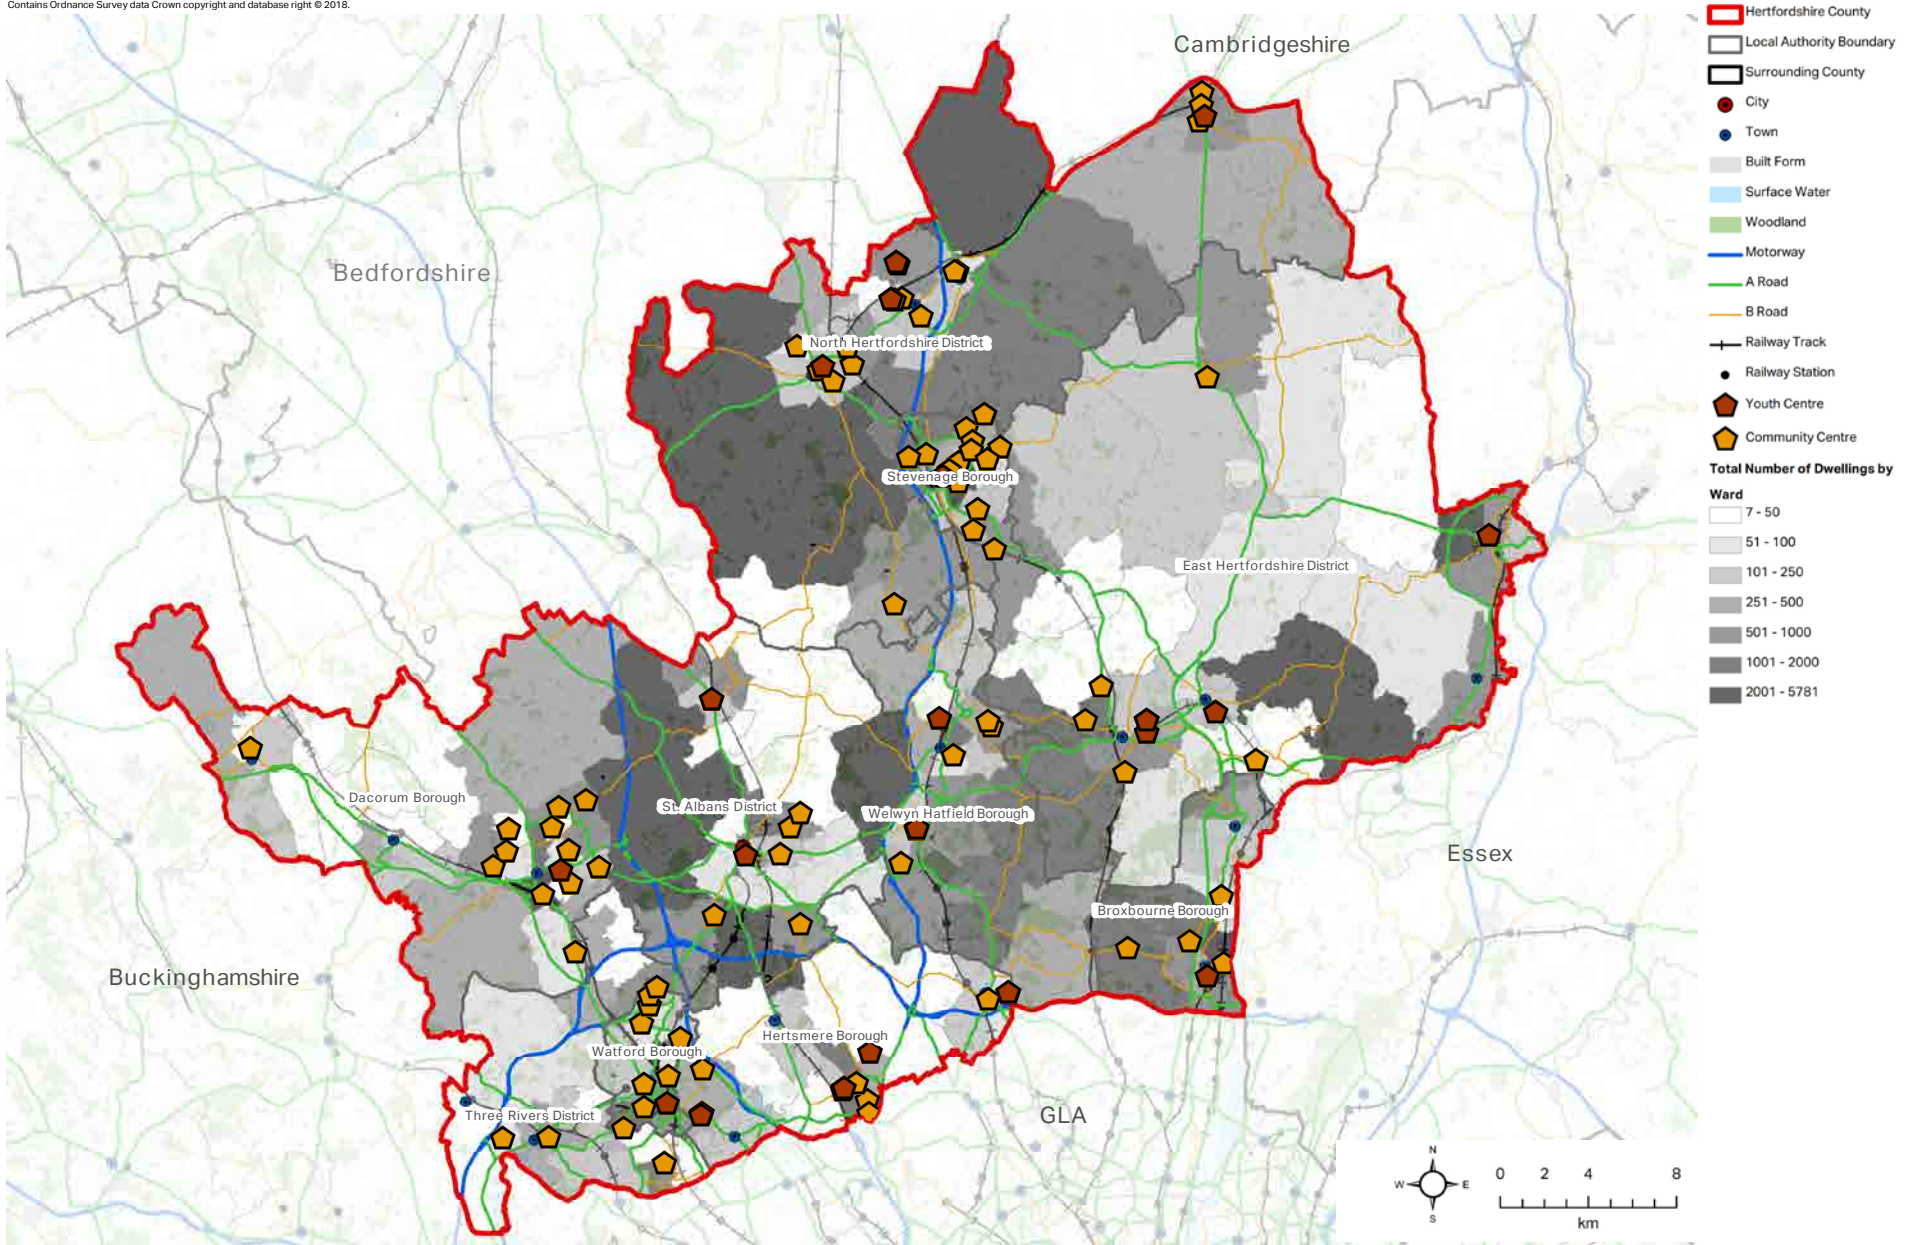 Contains Ordnance Survey data Crown copyright and database right © 2018.
Hertfordshire County
Local Authority Boundary
Surrounding County
City
Town
Built Form
Surface Water
Woodland
Motorway
A Road
B Road
Railway Track
Railway Station
Youth Centre
Community Centre
Total Number of Dwellings by
Ward
7 - 50
51 - 100
101 - 250
251 - 500
501 - 1000
1001 - 2000
2001 - 5781
Cambridgeshire
Bedfordshire
North Hertfordshire District
Stevenage Borough
East Hertfordshire District
Dacorum Borough
St. Albans District
Welwyn Hatfield Borough
Essex
Broxbourne Borough
Buckinghamshire
Hertsmere Borough
Watford Borough
Three Rivers District
GLA
N
W E
S
0 2 4 8
km